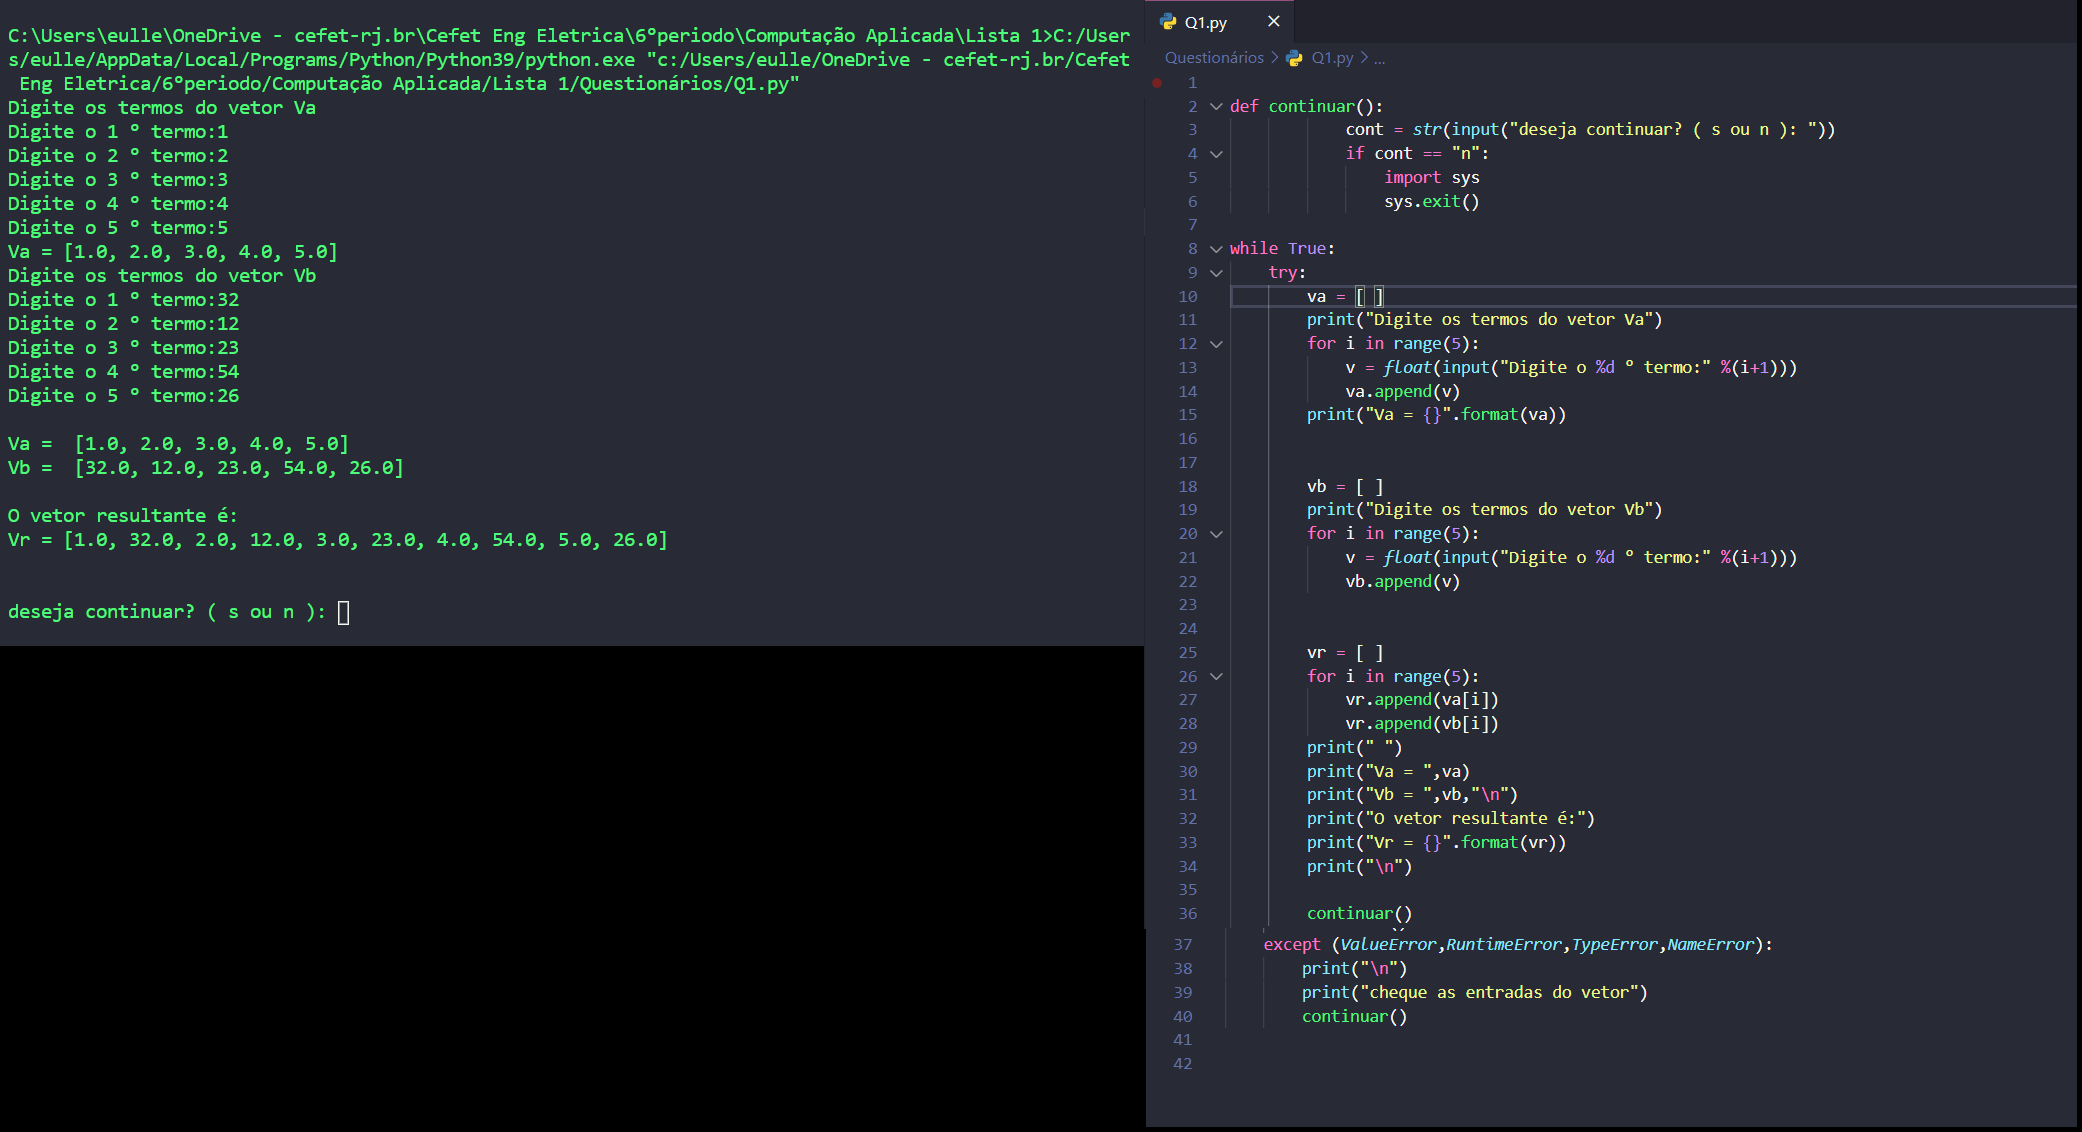 C:\Users\eulle\OneDrive - cefet-rj.br\Cefet Eng Eletrica\6°periodo\Computação Aplicada\Lista 1>C:/User
s/eulle/AppData/Local/Programs/Python/Python39/python.exe "c:/Users/eulle/OneDrive - cefet-rj.br/Cefet
 Eng Eletrica/6°periodo/Computação Aplicada/Lista 1/Questionários/Q1.py"
Digite os termos do vetor Va
Digite o 1 ° termo:1
Digite o 2 ° termo:2
Digite o 3 ° termo:3
Digite o 4 ° termo:4
Digite o 5 ° termo:5
Va = [1.0, 2.0, 3.0, 4.0, 5.0]
Digite os termos do vetor Vb
Digite o 1 ° termo:32
Digite o 2 ° termo:12
Digite o 3 ° termo:23
Digite o 4 ° termo:54
Digite o 5 ° termo:26

Va =  [1.0, 2.0, 3.0, 4.0, 5.0]
Vb =  [32.0, 12.0, 23.0, 54.0, 26.0]

O vetor resultante é:
Vr = [1.0, 32.0, 2.0, 12.0, 3.0, 23.0, 4.0, 54.0, 5.0, 26.0]

deseja continuar? ( s ou n ):
Q1.py ×
Questionários > Q1.py > ...
1
2 def continuar():
3             cont = str(input("deseja continuar? ( s ou n ): "))
4             if cont == "n":
5                 import sys
6                 sys.exit()
7
8 while True:
9     try:
10         va = [ ]
11         print("Digite os termos do vetor Va")
12         for i in range(5):
13             v = float(input("Digite o %d ° termo:" %(i+1)))
14             va.append(v)
15         print("Va = {}".format(va))
16
17
18         vb = [ ]
19         print("Digite os termos do vetor Vb")
20         for i in range(5):
21             v = float(input("Digite o %d ° termo:" %(i+1)))
22             vb.append(v)
23
24
25         vr = [ ]
26         for i in range(5):
27             vr.append(va[i])
28             vr.append(vb[i])
29         print(" ")
30         print("Va = ",va)
31         print("Vb = ",vb,"\n")
32         print("O vetor resultante é:")
33         print("Vr = {}".format(vr))
34         print("\n")
35
36         continuar()
37     except (ValueError,RuntimeError,TypeError,NameError):
38         print("\n")
39         print("cheque as entradas do vetor")
40         continuar()
41
42